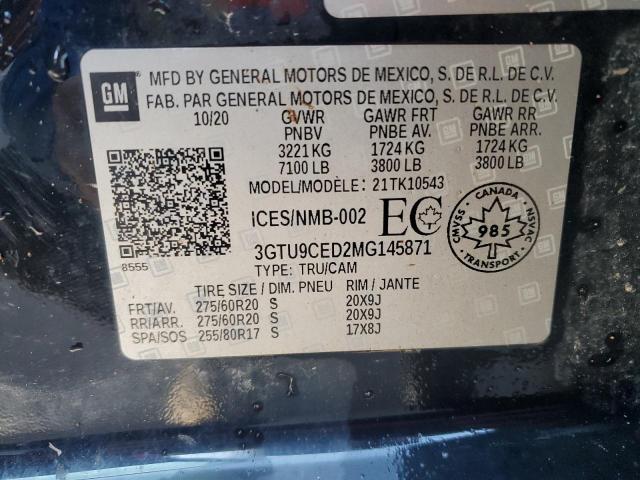 GM
MFD BY GENERAL MOTORS DE MEXICO, S. DE R.L. DE C.V.
FAB. PAR GENERAL MOTORS DE MEXICO, S. DE R.L. DE C.V.
10/20 GVWR GAWR FRT GAWR RR
PNBV PNBE AV. PNBE ARR.
3221 KG 1724 KG 1724 KG
7100 LB 3800 LB 3800 LB
MODEL/MODÈLE: 21TK10543
ICES/NMB-002 EC
CANADA
CMVSS 985 NSVAC
TRANSPORT
8555
3GTU9CED2MG145871
TYPE: TRU/CAM
TIRE SIZE / DIM. PNEU RIM / JANTE
FRT/AV. 275/60R20 S 20X9J
RR/ARR. 275/60R20 S 20X9J
SPA/SOS 255/80R17 S 17X8J